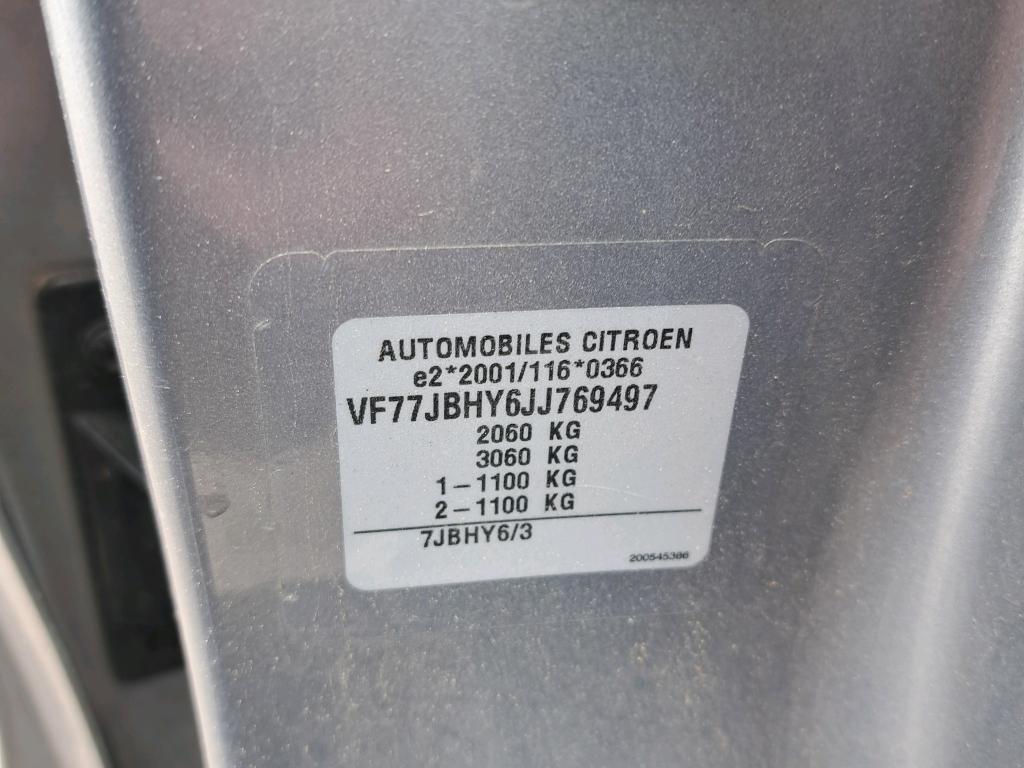 AUTOMOBILES CITROEN
e2*2001/116*0366
VF77JBHY6JJ769497
2060 KG
3060 KG
1-1100 KG
2-1100 KG
7JBHY6/3
200545386